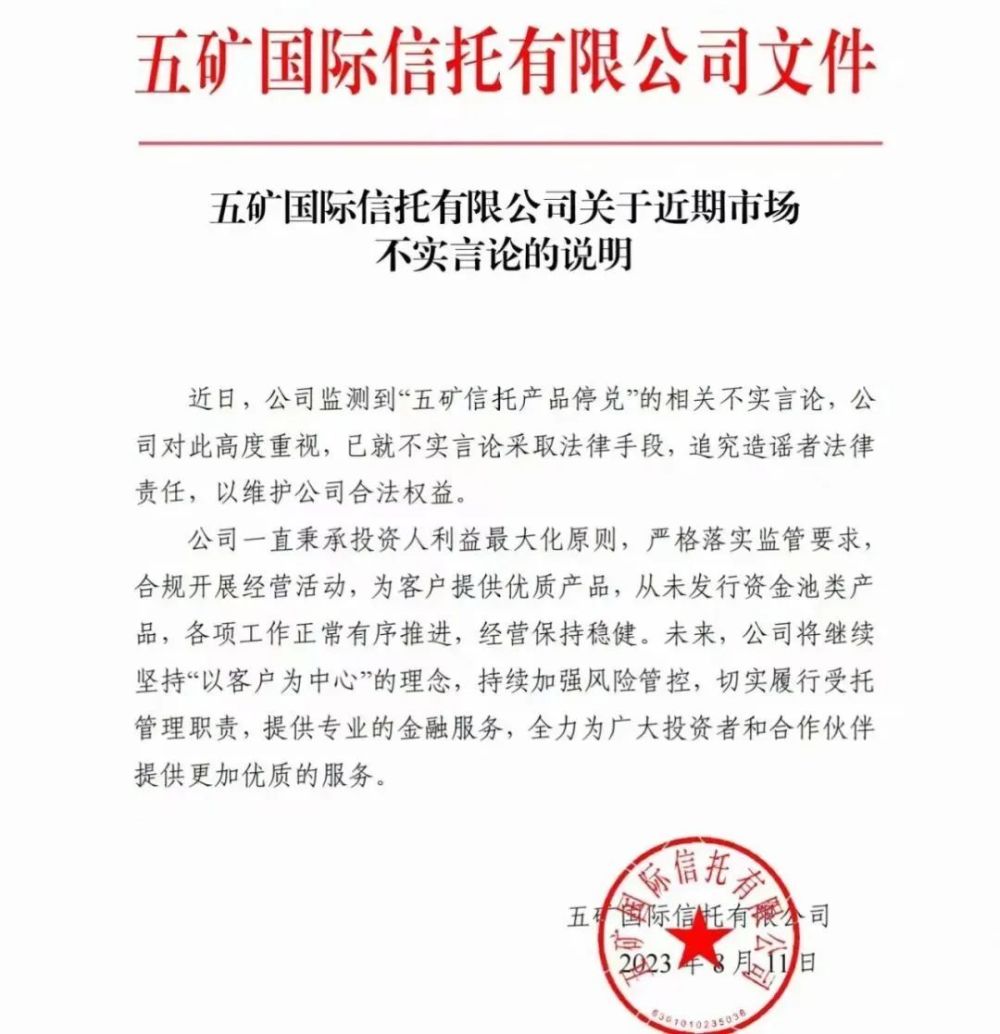 五矿国际信托有限公司文件
五矿国际信托有限公司关于近期市场
不实言论的说明
近日，公司监测到“五矿信托产品停兑”的相关不实言论，公
司对此高度重视，已就不实言论采取法律手段，追究造谣者法律
责任，以维护公司合法权益。
公司一直秉承投资人利益最大化原则，严格落实监管要求，
合规开展经营活动，为客户提供优质产品，从未发行资金池类产
品，各项工作正常有序推进，经营保持稳健。未来，公司将继续
坚持“以客户为中心”的理念，持续加强风险管控，切实履行受托
管理职责，提供专业的金融服务，全力为广大投资者和合作伙伴
提供更加优质的服务。
五矿国际信托有限公司
2023 年 8 月 11 日
五矿国际信托有限公司
6301010235036